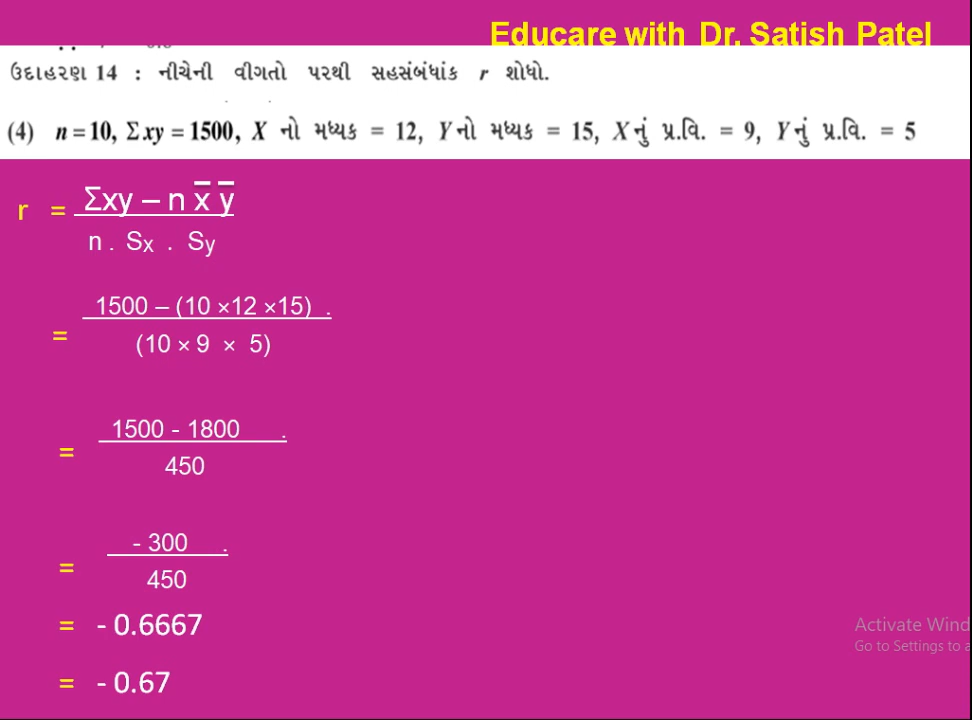 Educare with Dr. Satish Patel
ઉદાહરણ 14 : નીચેની વીગતો પરથી સહસંબંધાંક r શોધો.
(4) n = 10, Σxy = 1500, X નો મધ્યક = 12, Y નો મધ્યક = 15, X નું પ્ર.વિ. = 9, Y નું પ્ર.વિ. = 5
r = Σxy – n x̅ y̅
n . Sx . Sy
1500 – (10 ×12 ×15) .
=
(10 × 9 × 5)
1500 - 1800 .
=
450
- 300 .
=
450
= - 0.6667
= - 0.67
Activate Wind
Go to Settings to a